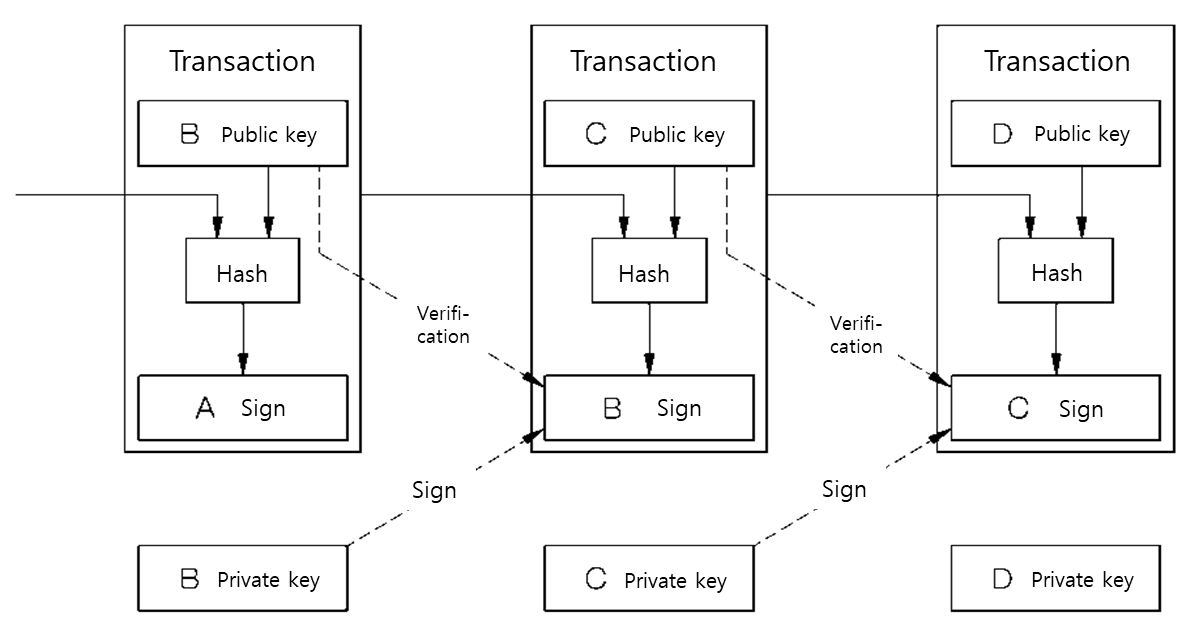 Transaction
Transaction
Transaction
B Public key
C Public key
D Public key
Hash
Hash
Hash
Verifi-
cation
Verifi-
cation
A Sign
B Sign
C Sign
Sign
Sign
B Private key
C Private key
D Private key